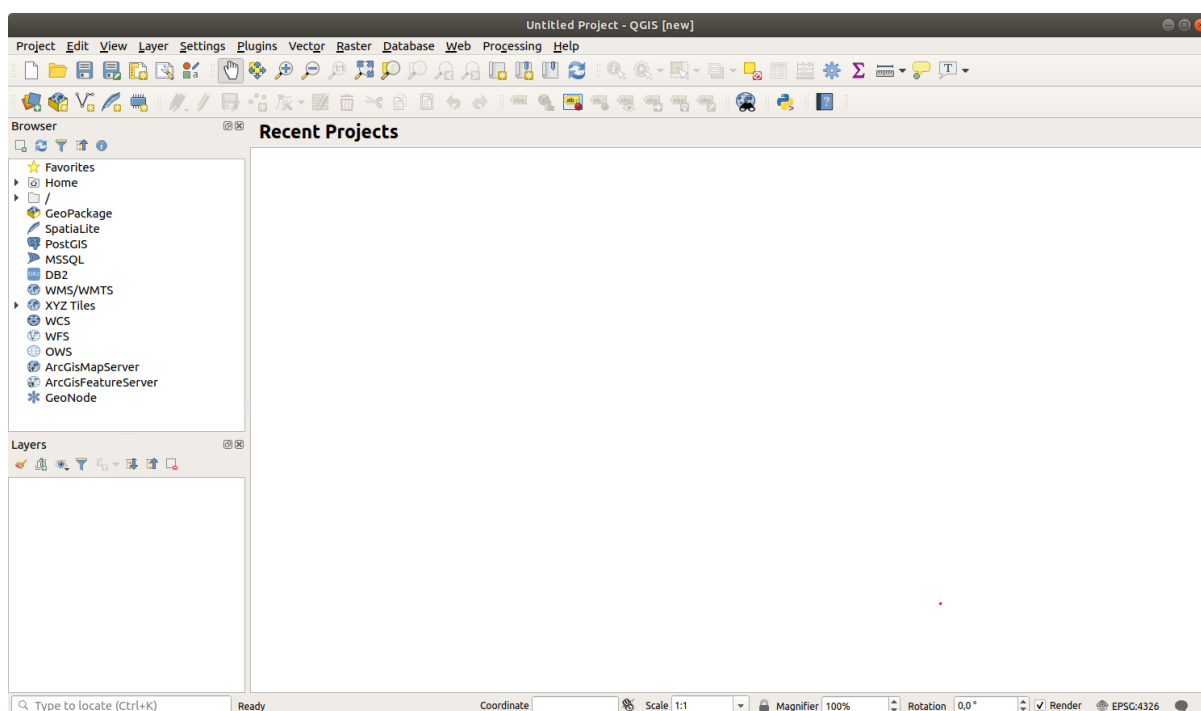 Untitled Project - QGIS [new]
Project Edit View Layer Settings Plugins Vector Raster Database Web Processing Help
Browser
Recent Projects
Favorites
Home
/
GeoPackage
SpatiaLite
PostGIS
MSSQL
DB2
WMS/WMTS
XYZ Tiles
WCS
WFS
OWS
ArcGisMapServer
ArcGisFeatureServer
GeoNode
Layers
Type to locate (Ctrl+K) Ready Coordinate Scale 1:1 Magnifier 100% Rotation 0,0 ° Render EPSG:4326